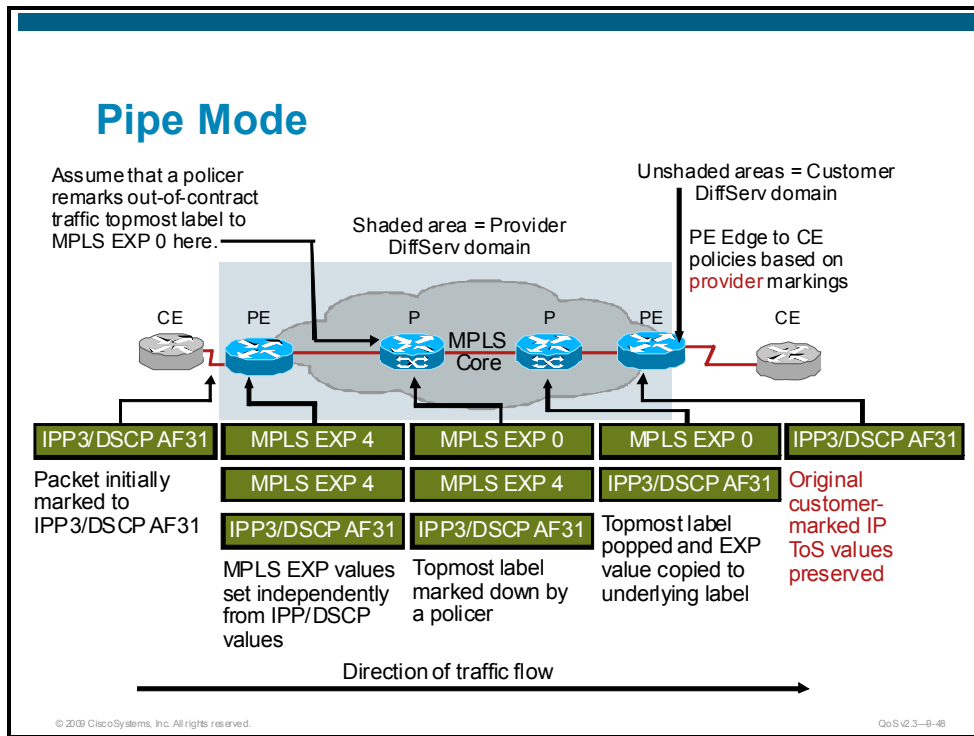 Pipe Mode
Assume that a policer
remarks out-of-contract
traffic topmost label to
MPLS EXP 0 here.
Shaded area = Provider
DiffServ domain
Unshaded areas = Customer
DiffServ domain
PE Edge to CE
policies based on
provider markings
CE
PE
P
P
PE
CE
MPLS
Core
IPP3/DSCP AF31
Packet initially
marked to
IPP3/DSCP AF31
MPLS EXP 4
MPLS EXP 4
IPP3/DSCP AF31
MPLS EXP values
set independently
from IPP/DSCP
values
MPLS EXP 0
MPLS EXP 4
IPP3/DSCP AF31
Topmost label
marked down by
a policer
MPLS EXP 0
IPP3/DSCP AF31
Topmost label
popped and EXP
value copied to
underlying label
IPP3/DSCP AF31
Original
customer-
marked IP
ToS values
preserved
Direction of traffic flow
© 2009 Cisco Systems, Inc. All rights reserved.
QoS v2.3—9-48